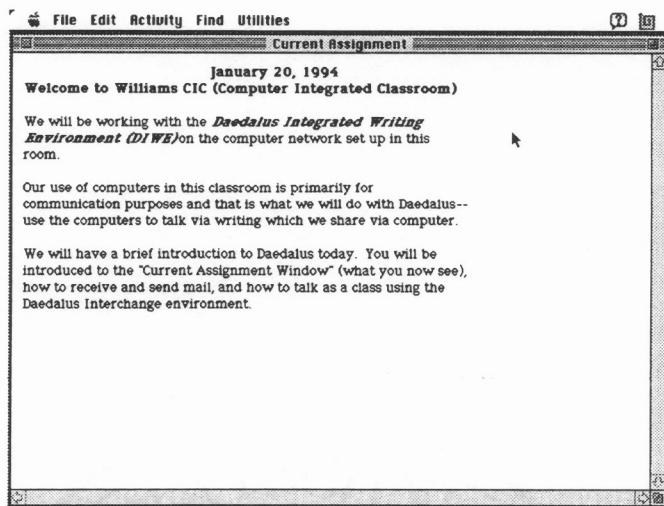 File Edit Activity Find Utilities
Current Assignment
January 20, 1994
Welcome to Williams CIC (Computer Integrated Classroom)
We will be working with the Daedalus Integrated Writing
Environment (DIWE)on the computer network set up in this
room.
Our use of computers in this classroom is primarily for
communication purposes and that is what we will do with Daedalus--
use the computers to talk via writing which we share via computer.
We will have a brief introduction to Daedalus today. You will be
introduced to the "Current Assignment Window" (what you now see),
how to receive and send mail, and how to talk as a class using the
Daedalus Interchange environment.